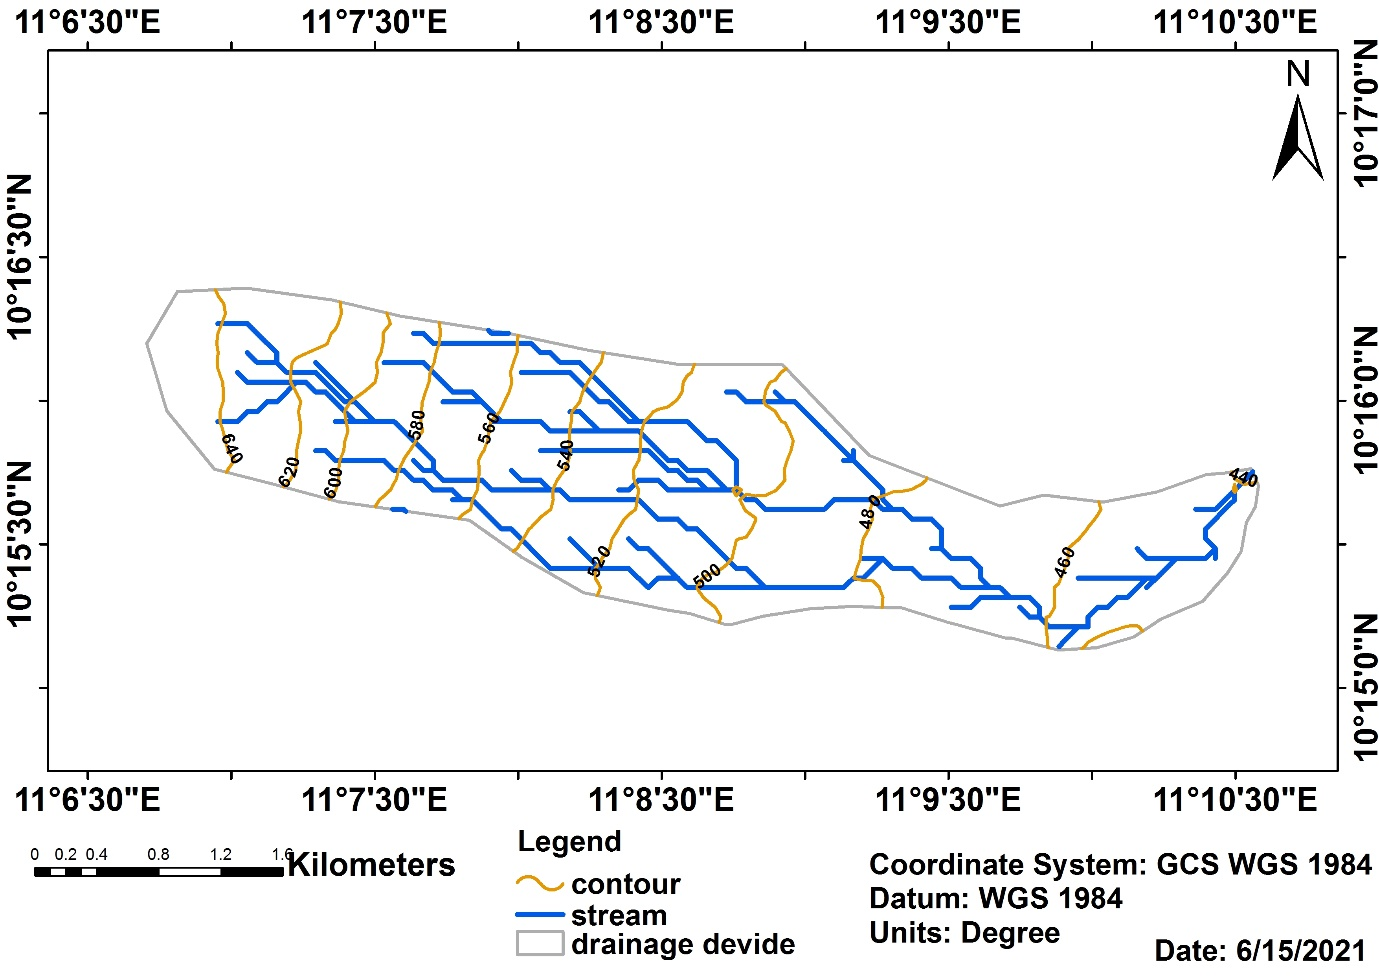 11°6'30"E 11°7'30"E 11°8'30"E 11°9'30"E 11°10'30"E
N
10°17'0"N
10°16'30"N
10°16'0"N
10°15'30"N
10°15'0"N
640
620
600
580
560
540
520
500
480
460
440
11°6'30"E 11°7'30"E 11°8'30"E 11°9'30"E 11°10'30"E
0 0.2 0.4 0.8 1.2 1.6
Kilometers
Legend
contour
stream
drainage devide
Coordinate System: GCS WGS 1984
Datum: WGS 1984
Units: Degree
Date: 6/15/2021